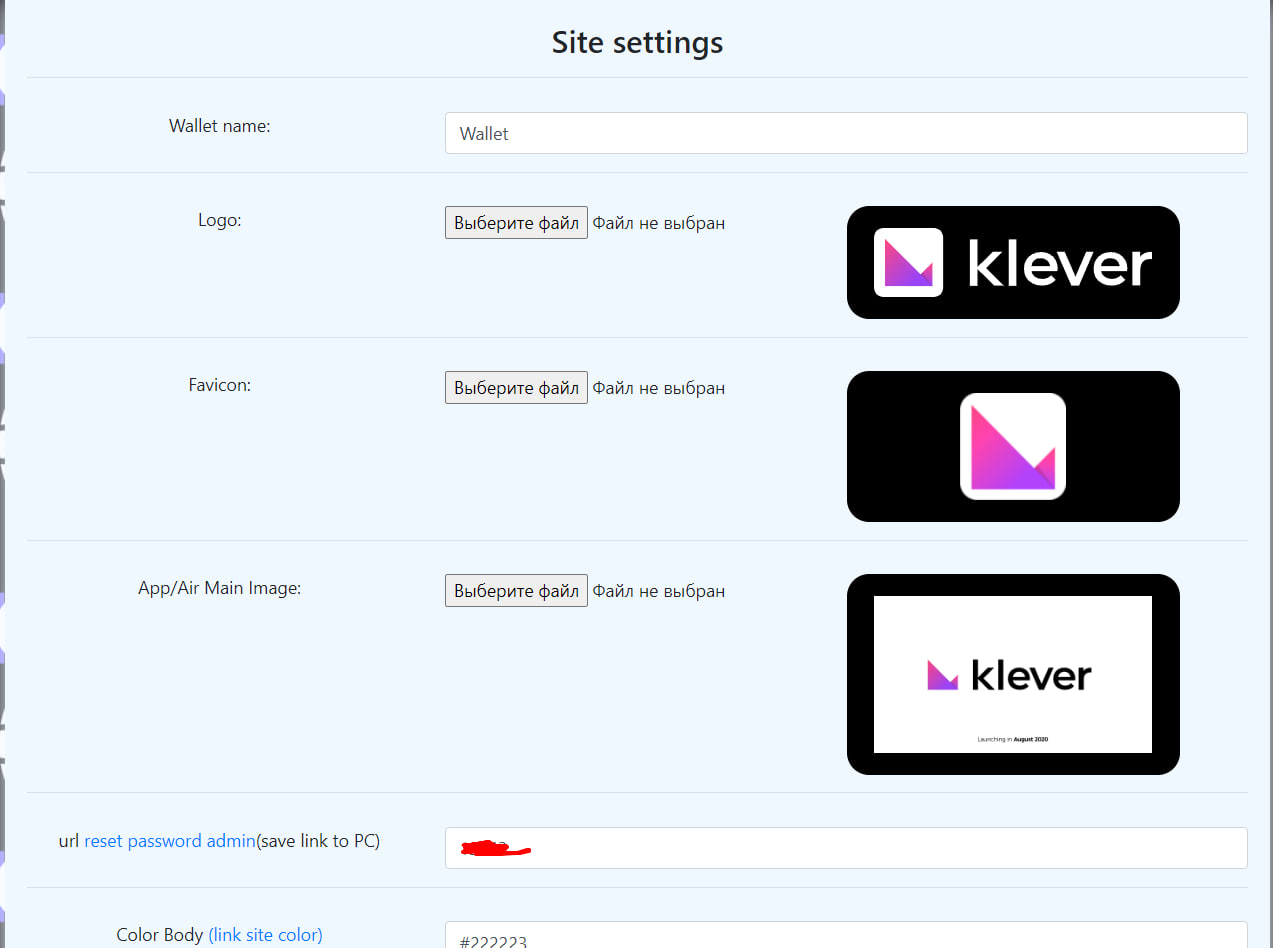 Site settings
Wallet name:
Wallet
Logo:
Выберите файл Файл не выбран
klever
Favicon:
Выберите файл Файл не выбран
App/Air Main Image:
Выберите файл Файл не выбран
klever
Launching in August 2020
url reset password admin(save link to PC)
Color Body (link site color)
#222223